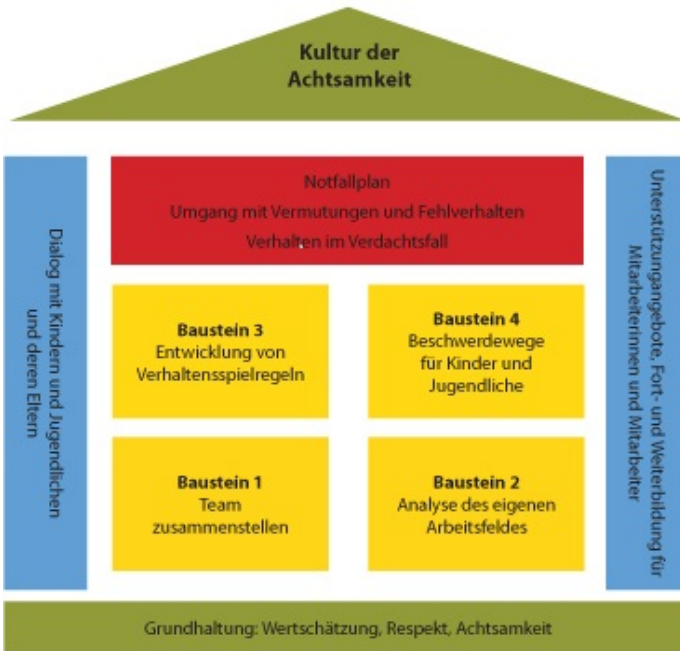 Kultur der
Achtsamkeit
Dialog mit Kindern und Jugendlichen
und deren Eltern
Notfallplan
Umgang mit Vermutungen und Fehlverhalten
Verhalten im Verdachtsfall
Unterstützungangebote, Fort- und Weiterbildung für
Mitarbeiterinnen und Mitarbeiter
Baustein 3
Entwicklung von
Verhaltensspielregeln
Baustein 4
Beschwerdewege
für Kinder und
Jugendliche
Baustein 1
Team
zusammenstellen
Baustein 2
Analyse des eigenen
Arbeitsfeldes
Grundhaltung: Wertschätzung, Respekt, Achtsamkeit